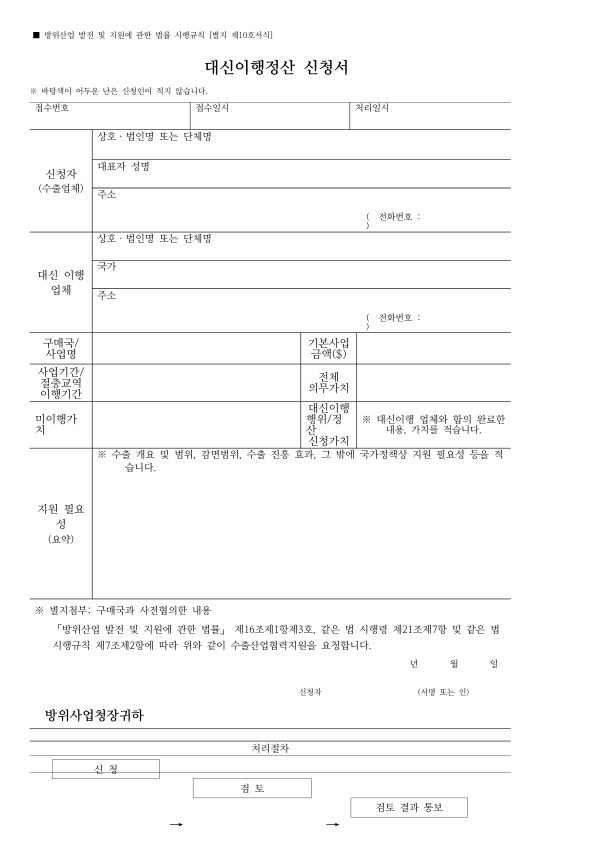 ■ 방위산업 발전 및 지원에 관한 법률 시행규칙 [별지 제10호서식]
대신이행정산 신청서
※ 바탕색이 어두운 난은 신청인이 적지 않습니다.
접수번호 접수일시 처리일시
신청자
(수출업체)
상호·법인명 또는 단체명
대표자 성명
주소
( 전화번호 :
)
대신 이행
업체
상호·법인명 또는 단체명
국가
주소
( 전화번호 :
)
구매국/
사업명
기본사업
금액($)
사업기간/
절충교역
이행기간
전체
의무가치
미이행가
치
대신이행
행위/정
산
신청가치
※ 대신이행 업체와 합의 완료한
내용, 가치를 적습니다.
지원 필요
성
(요약)
※ 수출 개요 및 범위, 감면범위, 수출 진흥 효과, 그 밖에 국가정책상 지원 필요성 등을 적
습니다.
※ 별지첨부: 구매국과 사전협의한 내용
「방위산업 발전 및 지원에 관한 법률」 제16조제1항제3호, 같은 법 시행령 제21조제7항 및 같은 법
시행규칙 제7조제2항에 따라 위와 같이 수출산업협력지원을 요청합니다.
년 월 일
신청자 (서명 또는 인)
방위사업청장귀하
처리절차
신 청
검 토
검토 결과 통보
→ →